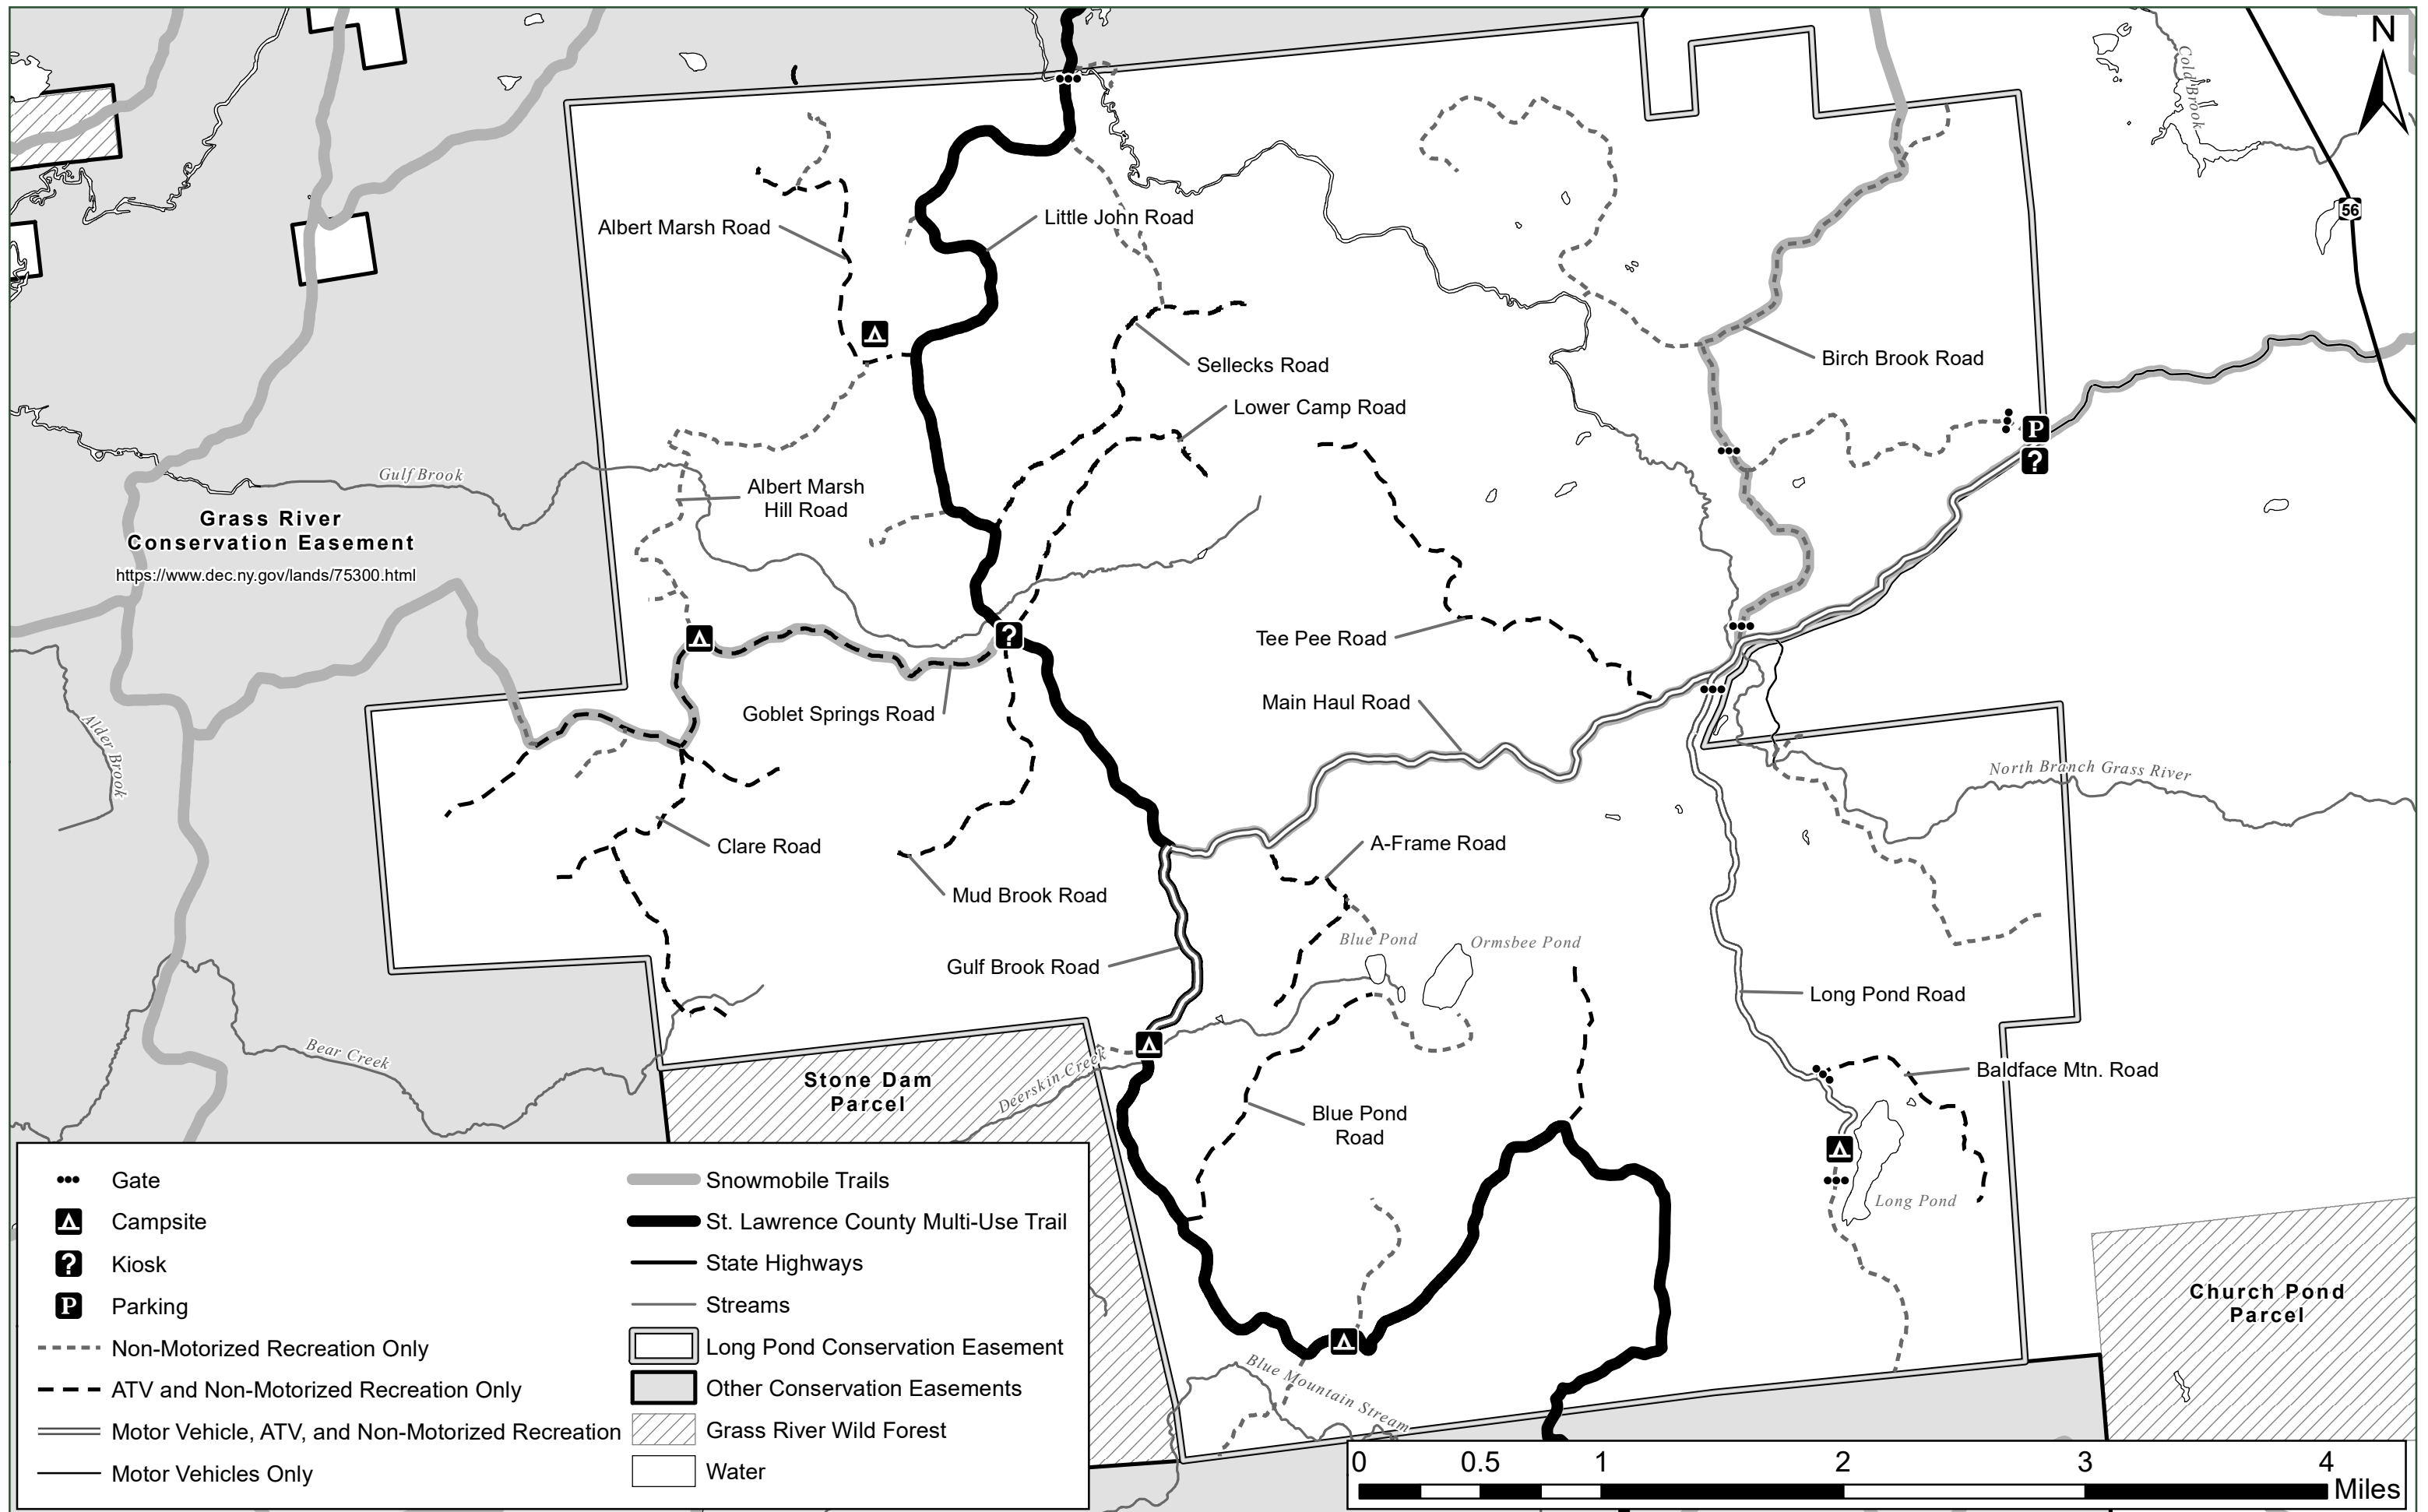 N
Cold Brook
56
Albert Marsh Road
Little John Road
Sellecks Road
Birch Brook Road
Lower Camp Road
P
?
Gulf Brook
Albert Marsh
Hill Road
Grass River
Conservation Easement
https://www.dec.ny.gov/lands/75300.html
?
Tee Pee Road
Main Haul Road
Goblet Springs Road
Alder Brook
North Branch Grass River
Clare Road
A-Frame Road
Mud Brook Road
Blue Pond
Ormsbee Pond
Gulf Brook Road
Long Pond Road
Bear Creek
Deerskin Creek
Stone Dam
Parcel
Baldface Mtn. Road
Blue Pond
Road
Long Pond
Church Pond
Parcel
Blue Mountain Stream
Gate
Campsite
? Kiosk
P Parking
Non-Motorized Recreation Only
ATV and Non-Motorized Recreation Only
Motor Vehicle, ATV, and Non-Motorized Recreation
Motor Vehicles Only
Snowmobile Trails
St. Lawrence County Multi-Use Trail
State Highways
Streams
Long Pond Conservation Easement
Other Conservation Easements
Grass River Wild Forest
Water
0 0.5 1 2 3 4
Miles